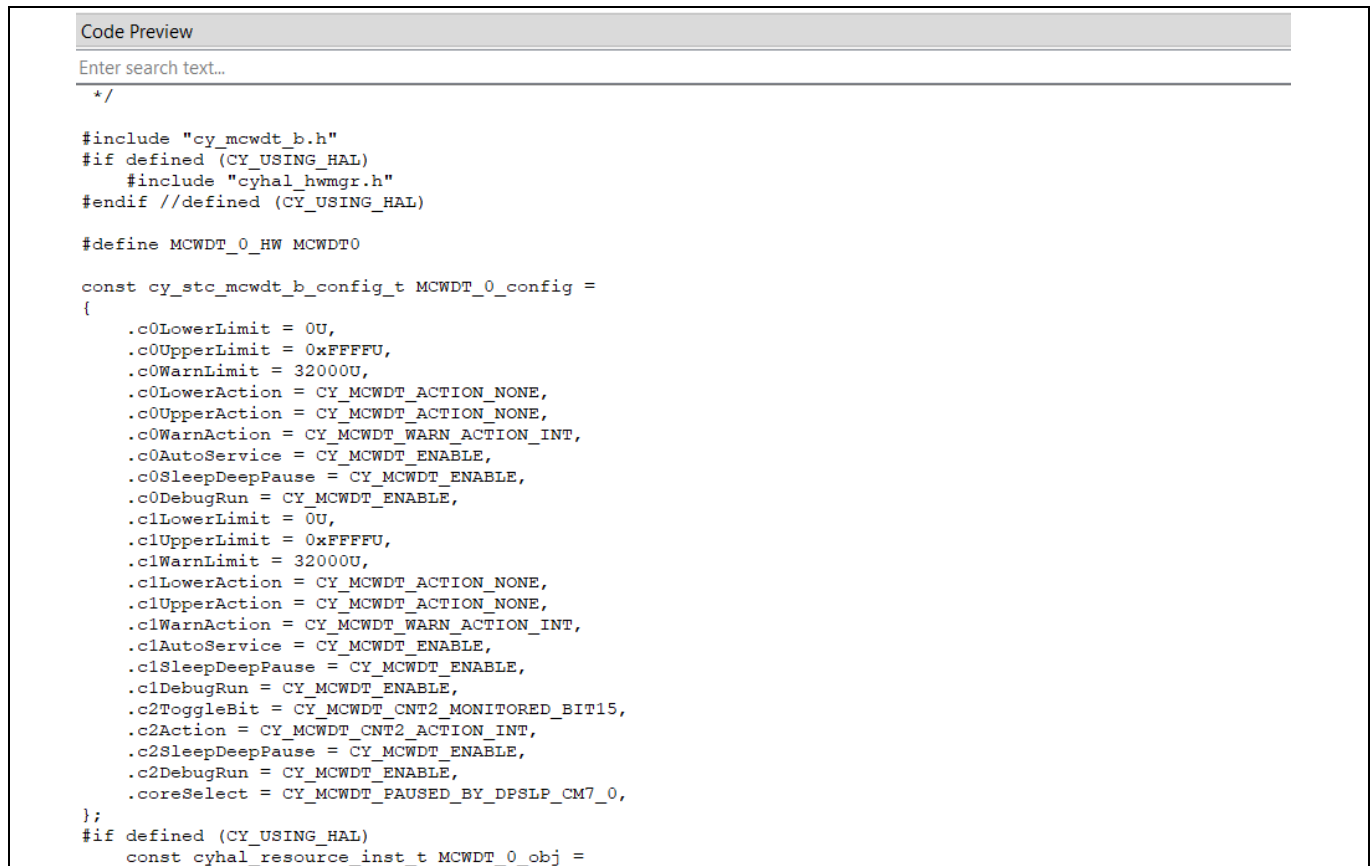 Code Preview
Enter search text...
*/
#include "cy_mcwdt_b.h"
#if defined (CY_USING_HAL)
    #include "cyhal_hwmgr.h"
#endif //defined (CY_USING_HAL)
#define MCWDT_0_HW MCWDT0
const cy_stc_mcwdt_b_config_t MCWDT_0_config =
{
    .c0LowerLimit = 0U,
    .c0UpperLimit = 0xFFFFU,
    .c0WarnLimit = 32000U,
    .c0LowerAction = CY_MCWDT_ACTION_NONE,
    .c0UpperAction = CY_MCWDT_ACTION_NONE,
    .c0WarnAction = CY_MCWDT_WARN_ACTION_INT,
    .c0AutoService = CY_MCWDT_ENABLE,
    .c0SleepDeepPause = CY_MCWDT_ENABLE,
    .c0DebugRun = CY_MCWDT_ENABLE,
    .c1LowerLimit = 0U,
    .c1UpperLimit = 0xFFFFU,
    .c1WarnLimit = 32000U,
    .c1LowerAction = CY_MCWDT_ACTION_NONE,
    .c1UpperAction = CY_MCWDT_ACTION_NONE,
    .c1WarnAction = CY_MCWDT_WARN_ACTION_INT,
    .c1AutoService = CY_MCWDT_ENABLE,
    .c1SleepDeepPause = CY_MCWDT_ENABLE,
    .c1DebugRun = CY_MCWDT_ENABLE,
    .c2ToggleBit = CY_MCWDT_CNT2_MONITORED_BIT15,
    .c2Action = CY_MCWDT_CNT2_ACTION_INT,
    .c2SleepDeepPause = CY_MCWDT_ENABLE,
    .c2DebugRun = CY_MCWDT_ENABLE,
    .coreSelect = CY_MCWDT_PAUSED_BY_DPSLP_CM7_0,
};
#if defined (CY_USING_HAL)
    const cyhal_resource_inst_t MCWDT_0_obj =